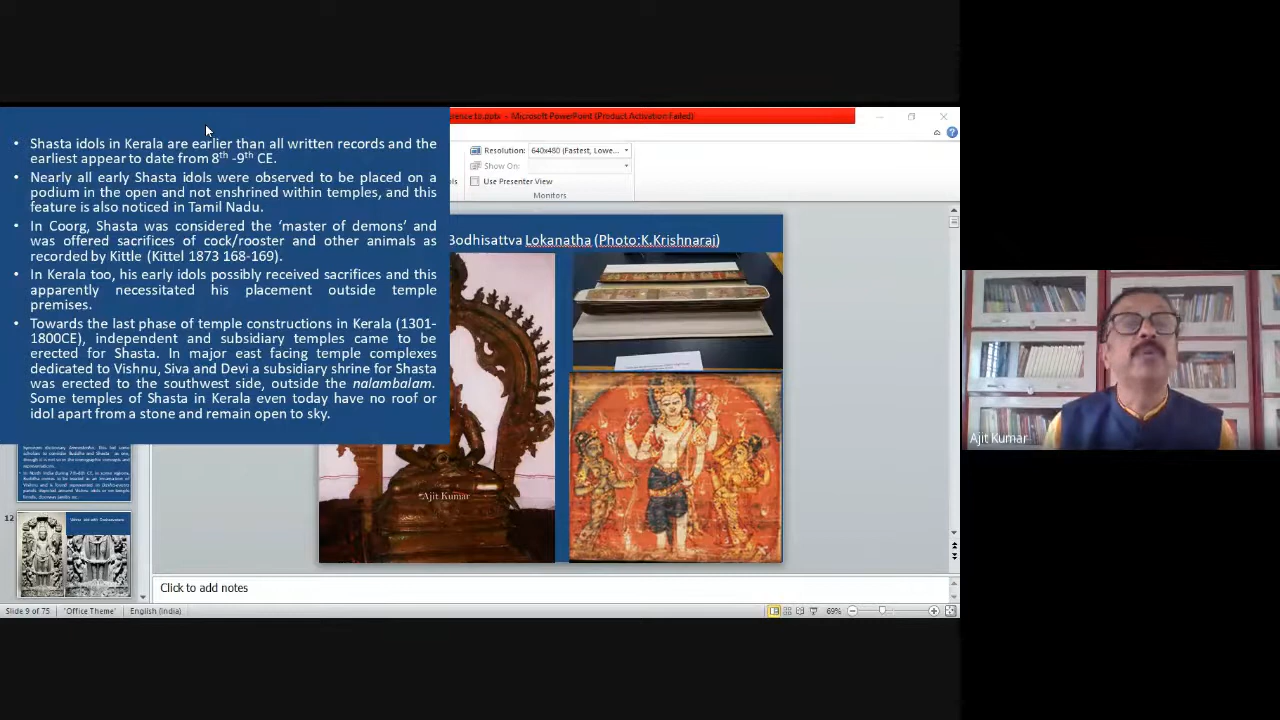 erence1z.pptx - Microsoft PowerPoint (Product Activation Failed)
• Shasta idols in Kerala are earlier than all written records and the
earliest appear to date from 8th -9th CE.
• Nearly all early Shasta idols were observed to be placed on a
podium in the open and not enshrined within temples, and this
feature is also noticed in Tamil Nadu.
• In Coorg, Shasta was considered the ‘master of demons’ and
was offered sacrifices of cock/rooster and other animals as
recorded by Kittle (Kittel 1873 168-169).
• In Kerala too, his early idols possibly received sacrifices and this
apparently necessitated his placement outside temple
premises.
• Towards the last phase of temple constructions in Kerala (1301-
1800CE), independent and subsidiary temples came to be
erected for Shasta. In major east facing temple complexes
dedicated to Vishnu, Siva and Devi a subsidiary shrine for Shasta
was erected to the southwest side, outside the nalambalam.
Some temples of Shasta in Kerala even today have no roof or
idol apart from a stone and remain open to sky.
Resolution: 640x480 (Fastest, Lowe...
Show On:
Use Presenter View
Monitors
Bodhisattva Lokanatha (Photo:K.Krishnaraj)
*Ajit Kumar
12
Click to add notes
Slide 9 of 75
"Office Theme"
English (India)
69%
Ajit Kumar